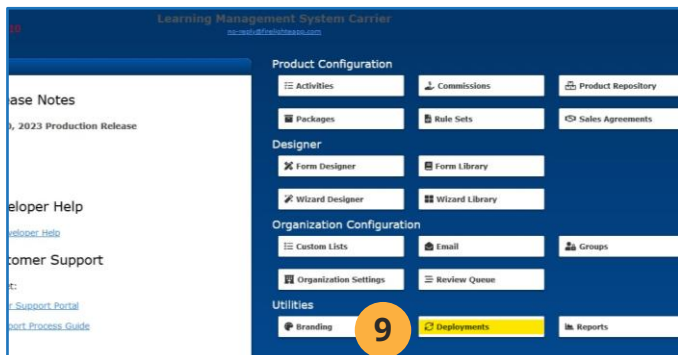 Learning Management System Carrier
no-reply@firelighteapp.com
Product Configuration
Activities
Commissions
Product Repository
ase Notes
0, 2023 Production Release
Packages
Rule Sets
Sales Agreements
Designer
Form Designer
Form Library
Wizard Designer
Wizard Library
eloper Help
veloper Help
Organization Configuration
Custom Lists
Email
Groups
tomer Support
Organization Settings
Review Queue
t:
r Support Portal
port Process Guide
Utilities
Branding
9
Deployments
Reports